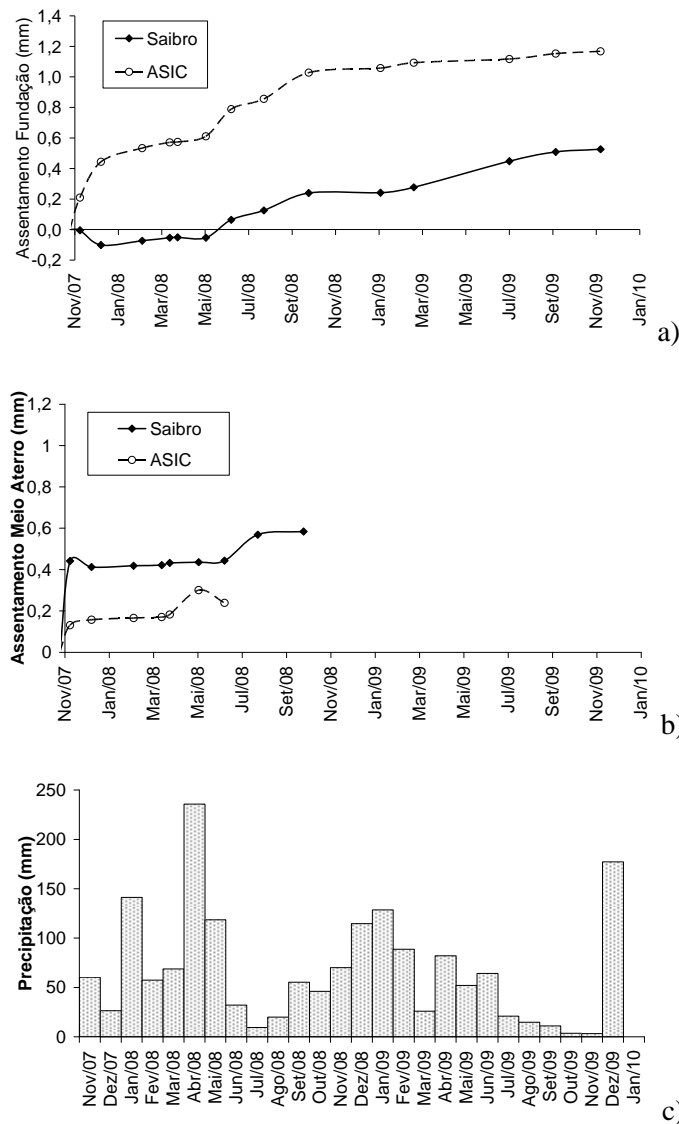 Assentamento Fundação (mm)
1,4
1,2
1,0
0,8
0,6
0,4
0,2
0,0
-0,2
Saibro
ASIC
Nov/07
Jan/08
Mar/08
Mai/08
Jul/08
Set/08
Nov/08
Jan/09
Mar/09
Mai/09
Jul/09
Set/09
Nov/09
Jan/10
a)
Assentamento Meio Aterro (mm)
1,2
1
0,8
0,6
0,4
0,2
0
Saibro
ASIC
Nov/07
Jan/08
Mar/08
Mai/08
Jul/08
Set/08
Nov/08
Jan/09
Mar/09
Mai/09
Jul/09
Set/09
Nov/09
Jan/10
b)
Precipitação (mm)
250
200
150
100
50
0
Nov/07
Dez/07
Jan/08
Fev/08
Mar/08
Abr/08
Mai/08
Jun/08
Jul/08
Ago/08
Set/08
Out/08
Nov/08
Dez/08
Jan/09
Fev/09
Mar/09
Abr/09
Mai/09
Jun/09
Jul/09
Ago/09
Set/09
Out/09
Nov/09
Dez/09
Jan/10
c)